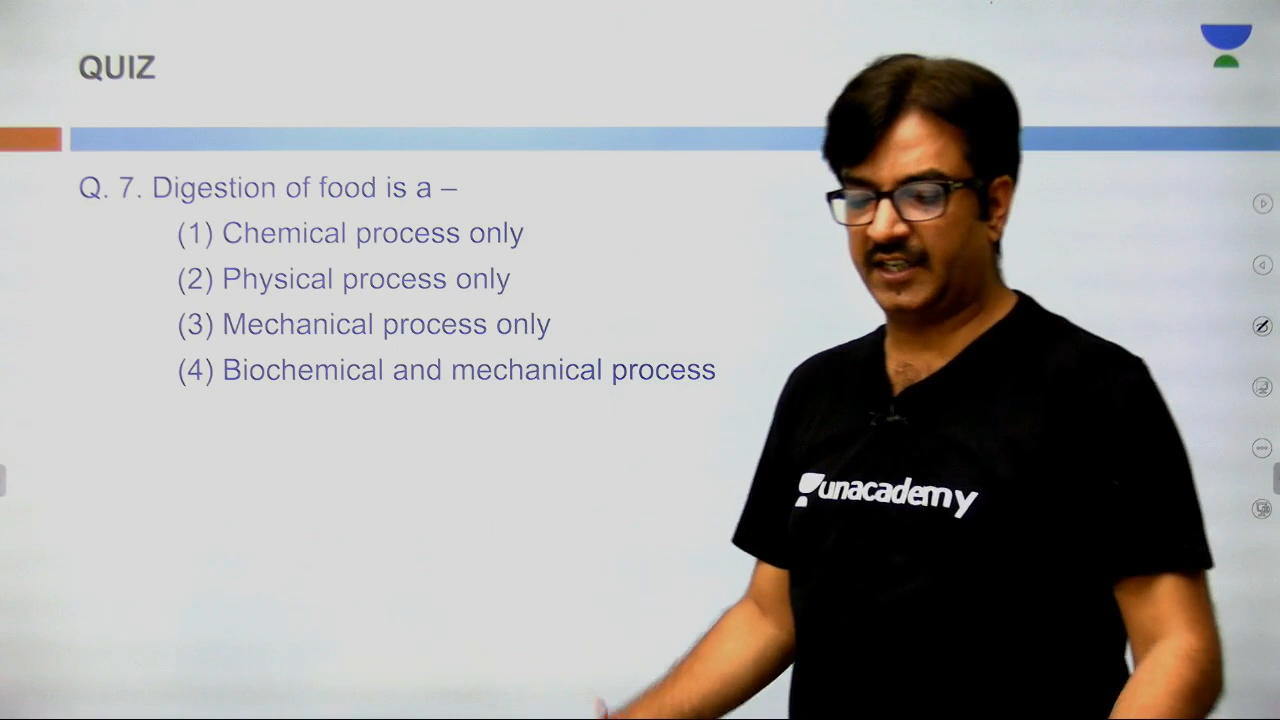 QUIZ
Q. 7. Digestion of food is a –
(1) Chemical process only
(2) Physical process only
(3) Mechanical process only
(4) Biochemical and mechanical process
unacademy